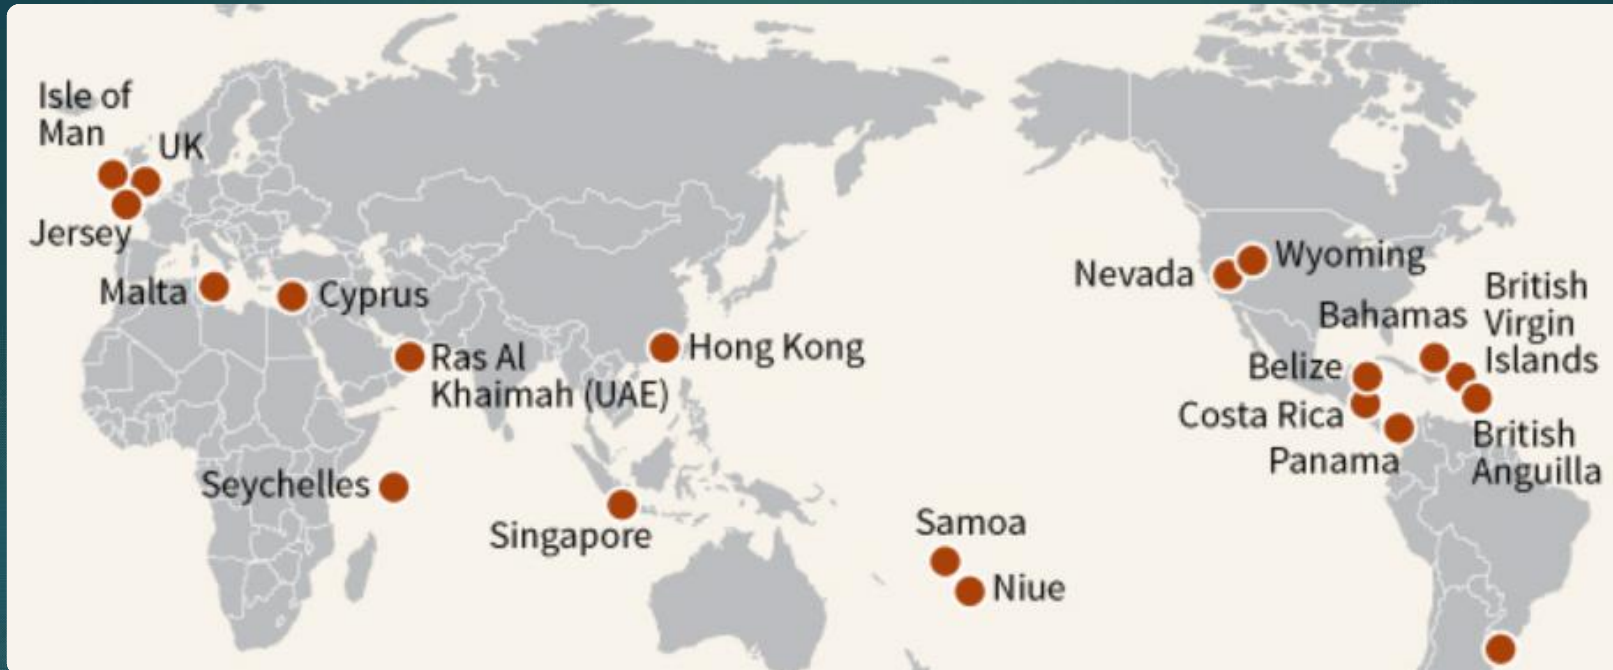 Isle of
Man
UK
Jersey
Malta
Cyprus
Ras Al
Khaimah (UAE)
Hong Kong
Seychelles
Singapore
Samoa
Niue
Nevada
Wyoming
Bahamas
British
Virgin
Islands
Belize
Costa Rica
Panama
British
Anguilla